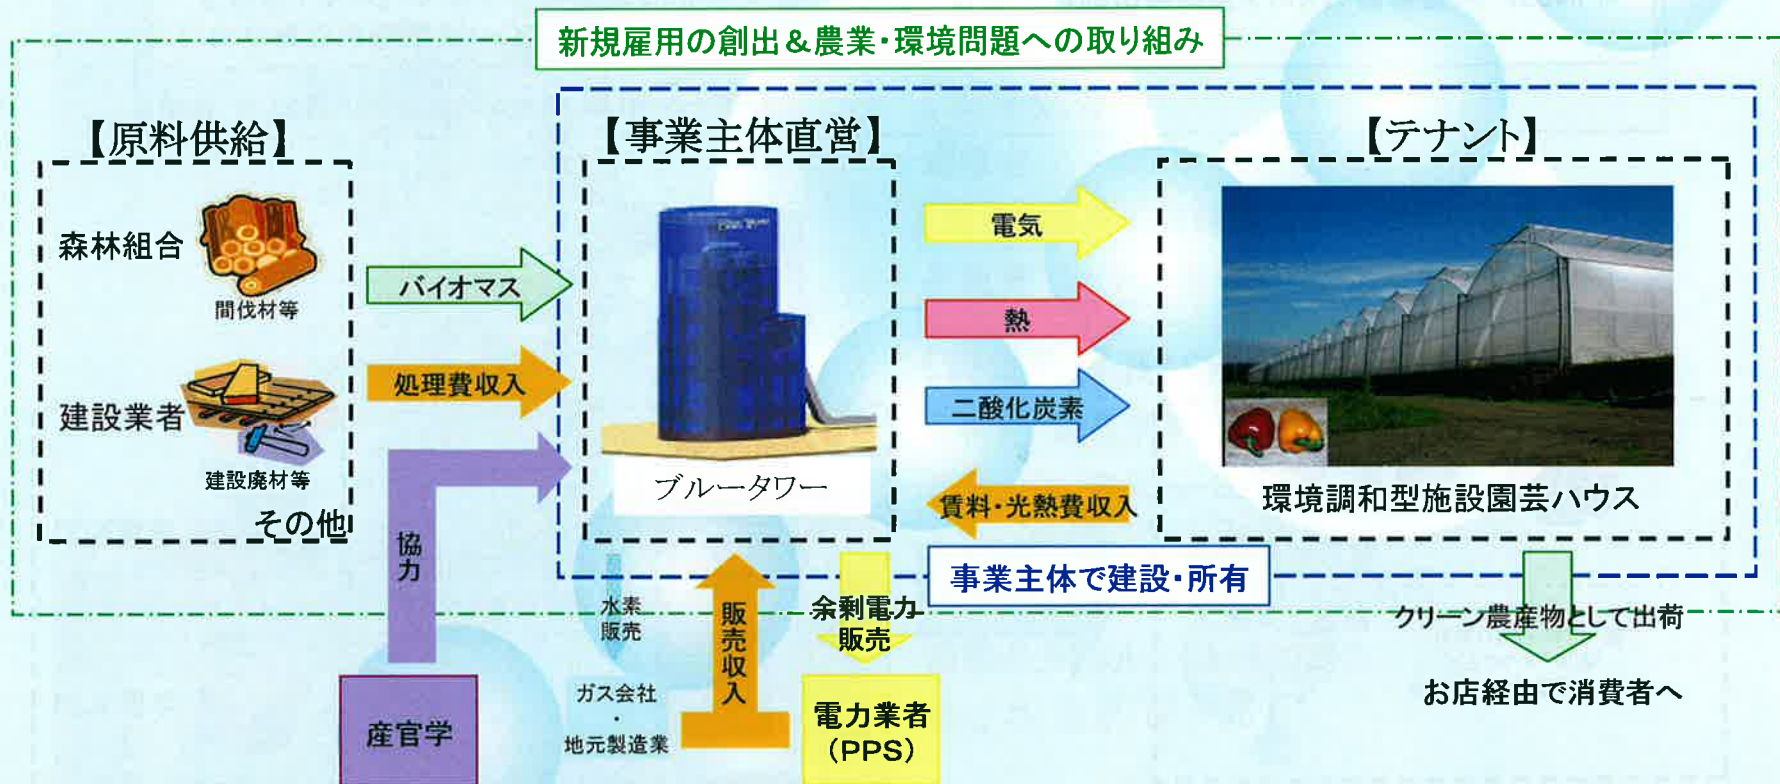 新規雇用の創出＆農業・環境問題への取り組み
【原料供給】
森林組合
間伐材等
建設業者
建設廃材等
その他
バイオマス
処理費収入
協力
産官学
【事業主体直営】
ブルータワー
電気
熱
二酸化炭素
賃料・光熱費収入
【テナント】
環境調和型施設園芸ハウス
事業主体で建設・所有
水素
販売
販売収入
余剰電力
販売
ガス会社
・
地元製造業
電力業者
（PPS）
クリーン農産物として出荷
お店経由で消費者へ